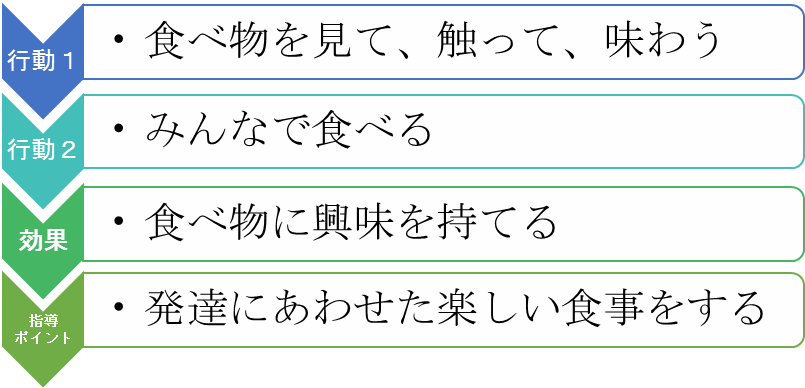 行動１
・食べ物を見て、触って、味わう
行動２
・みんなで食べる
効果
・食べ物に興味を持てる
指導
ポイント
・発達にあわせた楽しい食事をする